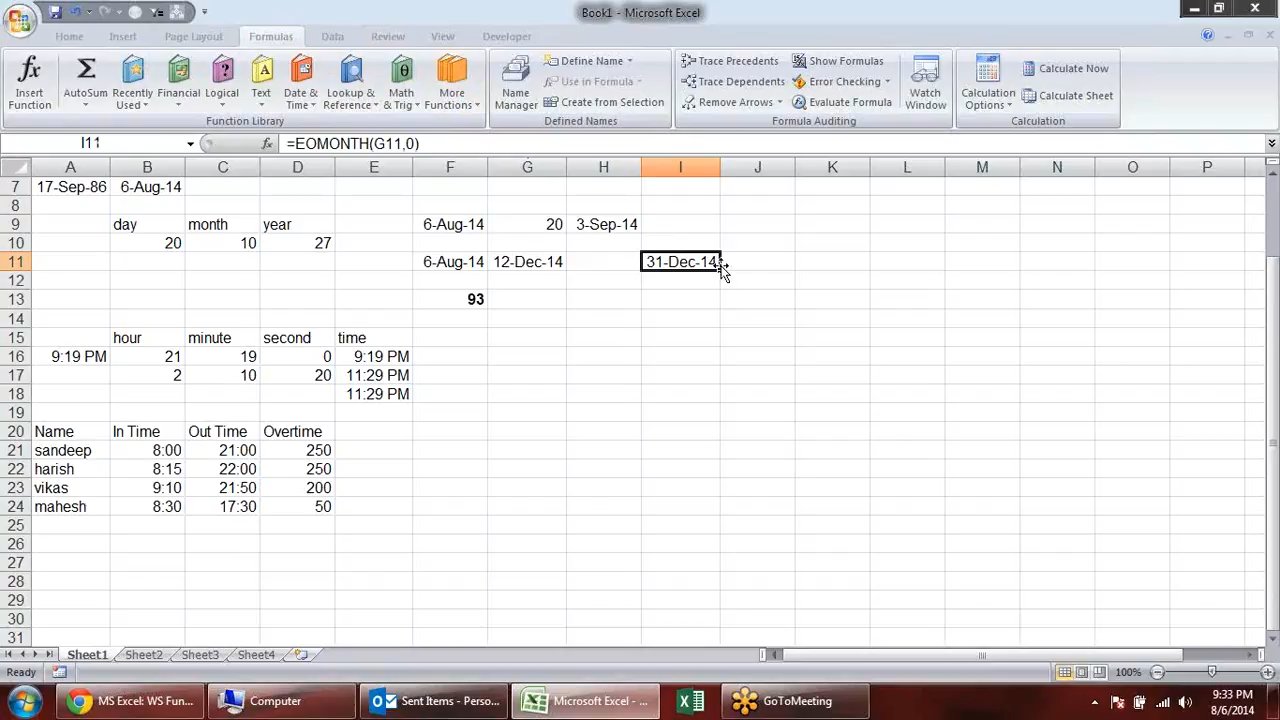 Book1 - Microsoft Excel
Home Insert Page Layout Formulas Data Review View Developer
Insert Function
AutoSum
Recently Used
Financial
Logical
Text
Date & Time
Lookup & Reference
Math & Trig
More Functions
Function Library
Name Manager
Define Name
Use in Formula
Create from Selection
Defined Names
Trace Precedents
Trace Dependents
Remove Arrows
Show Formulas
Error Checking
Evaluate Formula
Formula Auditing
Watch Window
Calculation Options
Calculate Now
Calculate Sheet
Calculation
I11 fx =EOMONTH(G11,0)
A B C D E F G H I J K L M N O P
7 17-Sep-86 6-Aug-14
8
9 day month year 6-Aug-14 20 3-Sep-14
10 20 10 27
11 6-Aug-14 12-Dec-14 31-Dec-14
12
13 93
14
15 hour minute second time
16 9:19 PM 21 19 0 9:19 PM
17 2 10 20 11:29 PM
18 11:29 PM
19
20 Name In Time Out Time Overtime
21 sandeep 8:00 21:00 250
22 harish 8:15 22:00 250
23 vikas 9:10 21:50 200
24 mahesh 8:30 17:30 50
25
26
27
28
29
30
31
Sheet1 Sheet2 Sheet3 Sheet4
Ready 100%
MS Excel: WS Fun... Computer Sent Items - Perso... Microsoft Excel - ... GoToMeeting 9:33 PM
8/6/2014